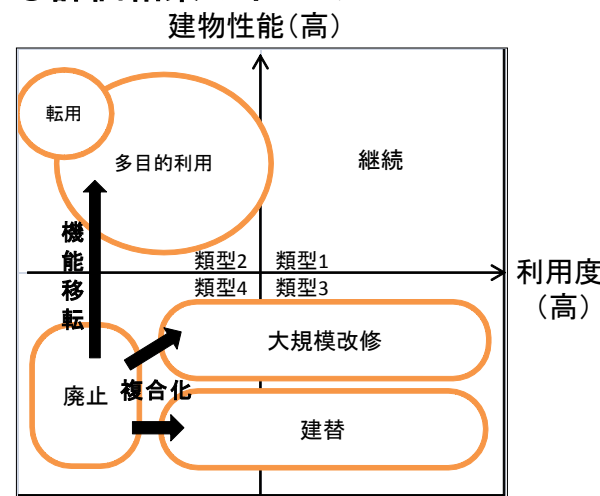 建物性能（高）
転用
多目的利用
継続
機能移転
類型2
類型1
類型4
類型3
利用度
（高）
大規模改修
廃止
複合化
建替